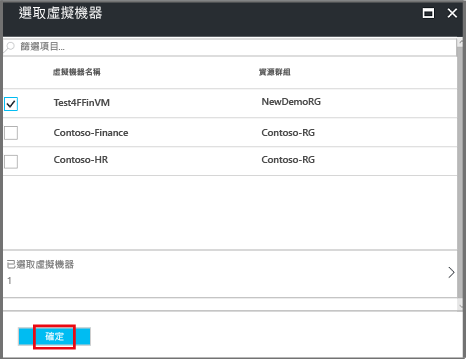 選取虛擬機器
篩選項目...
虛擬機器名稱 資源群組
Test4FFinVM NewDemoRG
Contoso-Finance Contoso-RG
Contoso-HR Contoso-RG
已選取虛擬機器
1
確定